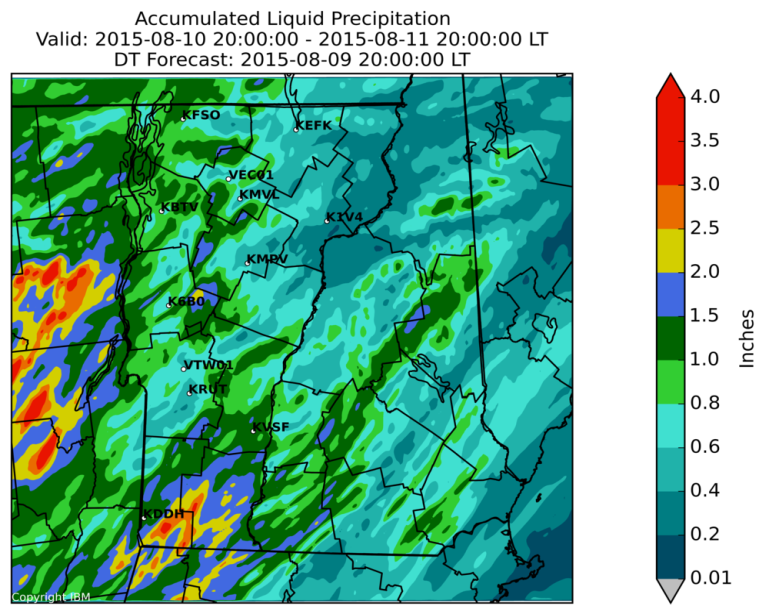 Accumulated Liquid Precipitation
Valid: 2015-08-10 20:00:00 - 2015-08-11 20:00:00 LT
DT Forecast: 2015-08-09 20:00:00 LT
KFSO
KEFK
VEC01
KMVL
KBTV
K1V4
KMPV
K6B0
VTW01
KRUT
KVSF
KDDH
Copyright IBM
4.0
3.5
3.0
2.5
2.0
1.5
1.0
0.8
0.6
0.4
0.2
0.01
Inches